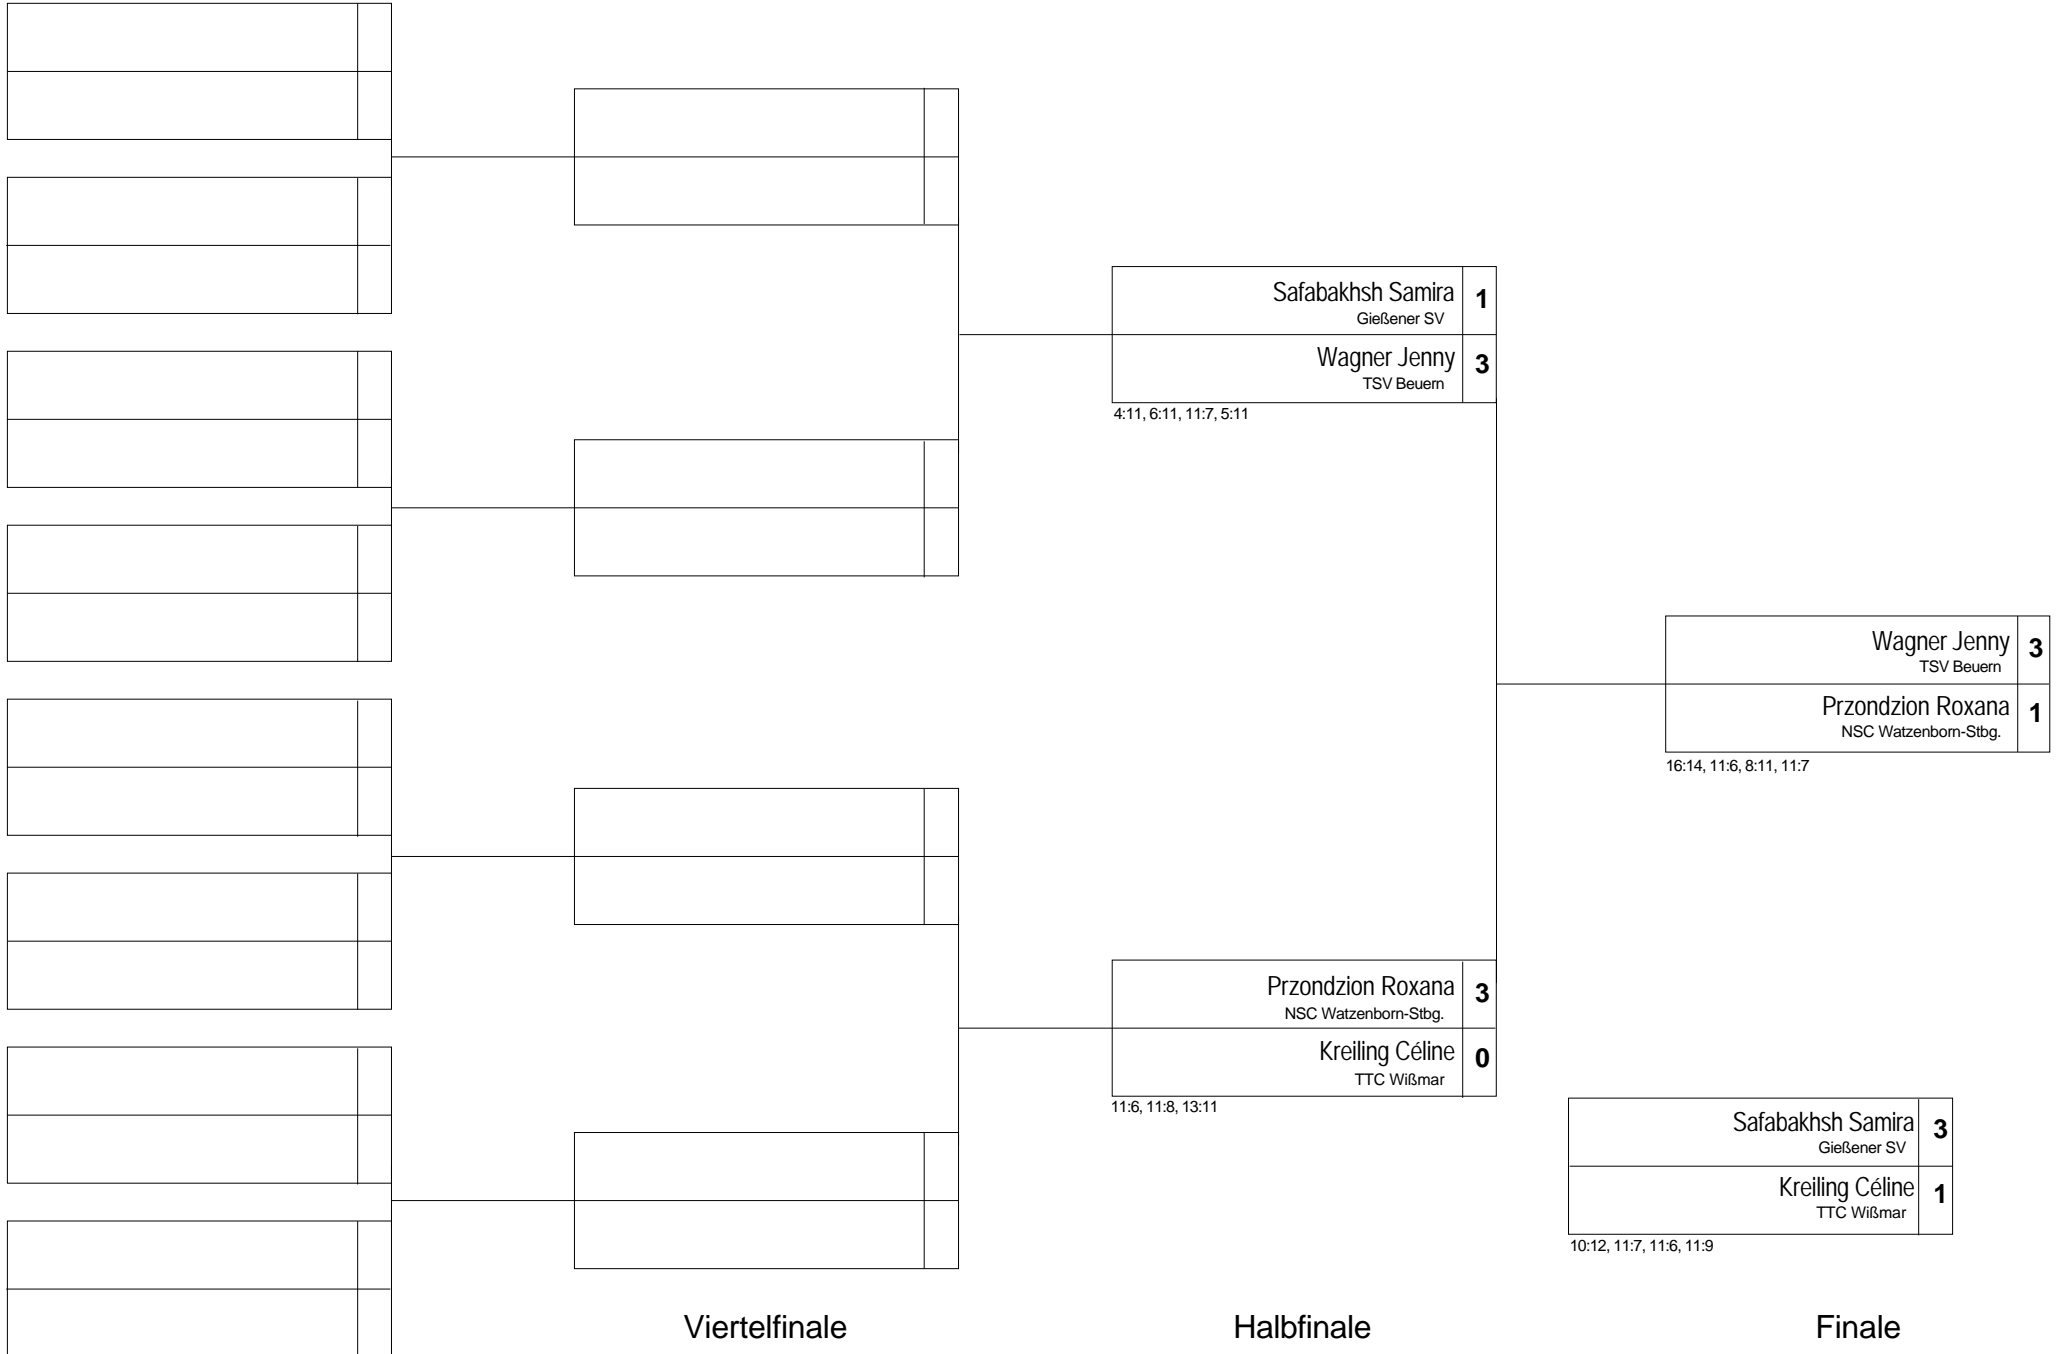 Safabakhsh Samira 1
Gießener SV
Wagner Jenny 3
TSV Beuern
4:11, 6:11, 11:7, 5:11
Wagner Jenny 3
TSV Beuern
Przondzion Roxana 1
NSC Watzenborn-Stbg.
16:14, 11:6, 8:11, 11:7
Przondzion Roxana 3
NSC Watzenborn-Stbg.
Kreiling Céline 0
TTC Wißmar
11:6, 11:8, 13:11
Safabakhsh Samira 3
Gießener SV
Kreiling Céline 1
TTC Wißmar
10:12, 11:7, 11:6, 11:9
Viertelfinale Halbfinale Finale